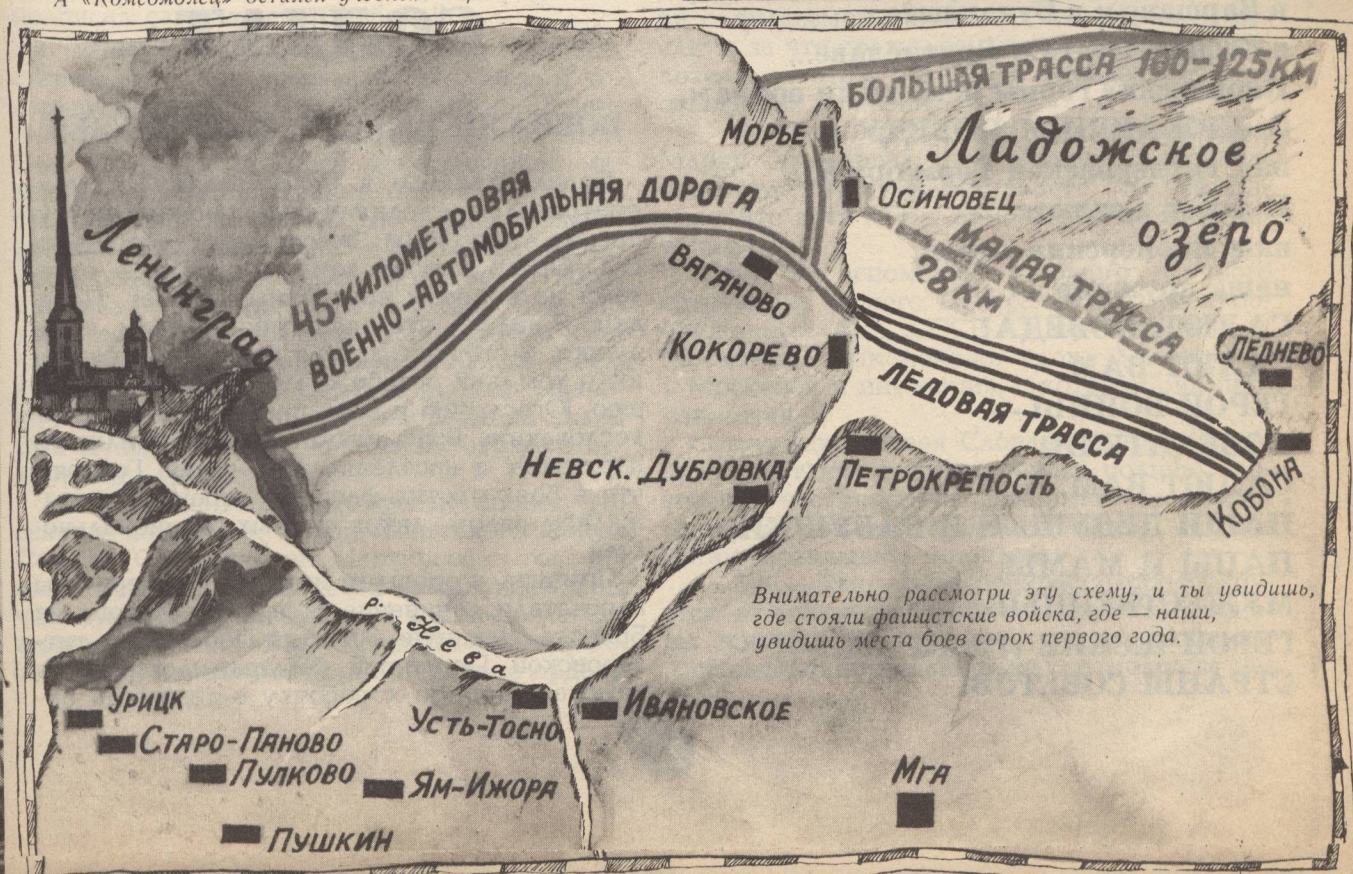 А «Комсомолец»
БОЛЬШАЯ ТРАССА 100-125 КМ
МОРЬЕ
Ладожское
озеро
ОСИНОВЕЦ
МАЛАЯ ТРАССА
28 КМ
Ленинград
45-КИЛОМЕТРОВАЯ
ВОЕННО-АВТОМОБИЛЬНАЯ ДОРОГА
ВАГАНОВО
КОКОРЕВО
ЛЕДНЕВО
ЛЕДОВАЯ ТРАССА
КОБОНА
НЕВСК. ДУБРОВКА
ПЕТРОКРЕПОСТЬ
р. Нева
Внимательно рассмотри эту схему, и ты увидишь,
где стояли фашистские войска, где — наши,
увидишь места боев сорок первого года.
УРИЦК
УСТЬ-ТОСНО
ИВАНОВСКОЕ
СТАРО-ПАНОВО
ПУЛКОВО
ЯМ-ИЖОРА
МГА
ПУШКИН